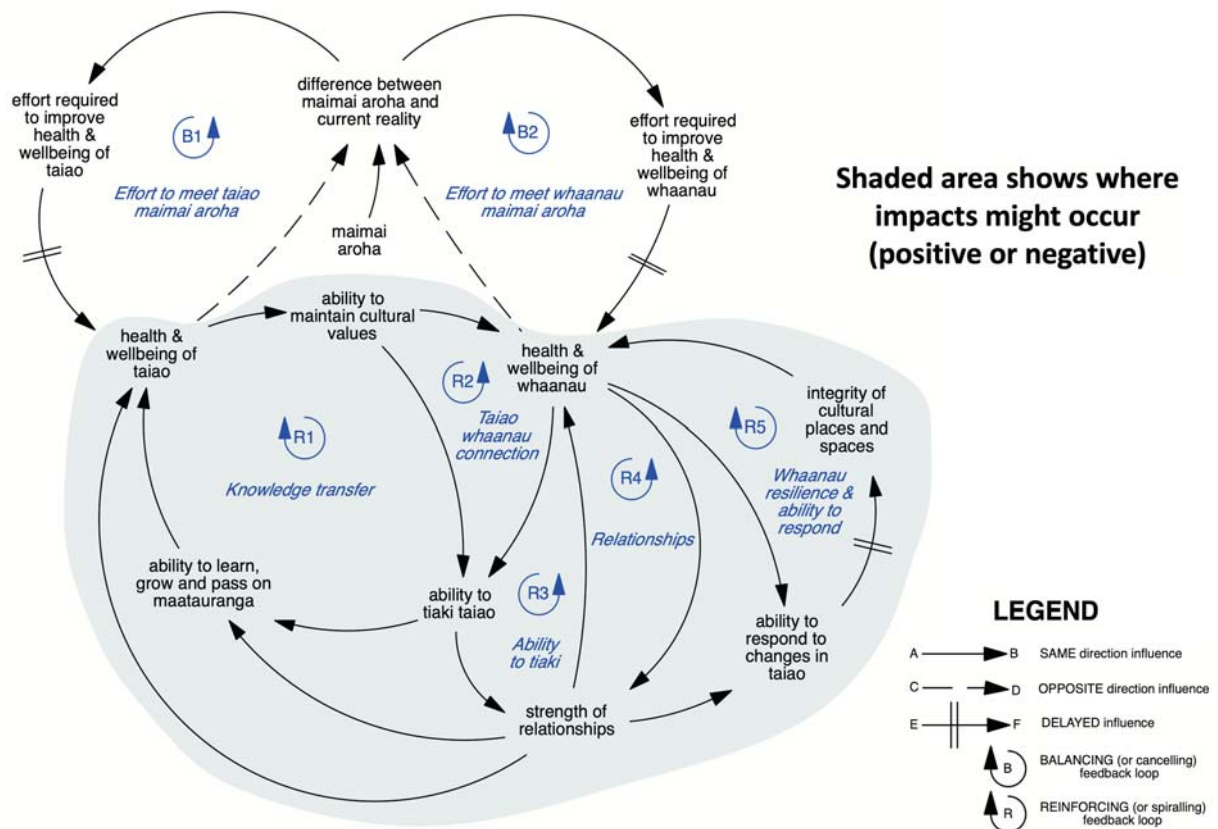 difference between
maimai aroha and
current reality
effort required
to improve
health &
wellbeing of
taiao
B1
Effort to meet taiao
maimai aroha
B2
Effort to meet whaanau
maimai aroha
effort required
to improve
health &
wellbeing of
whaanau
Shaded area shows where
impacts might occur
(positive or negative)
maimai
aroha
ability to
maintain cultural
values
health &
wellbeing of
taiao
health &
wellbeing of
whaanau
R2
Taiao
whaanau
connection
integrity of
cultural
places and
spaces
R5
Whaanau
resilience &
ability to
respond
R1
Knowledge transfer
R4
Relationships
ability to learn,
grow and pass on
maatauranga
ability to
tiaki taiao
R3
Ability
to tiaki
ability to
respond to
changes in
taiao
strength of
relationships
LEGEND
A B SAME direction influence
C D OPPOSITE direction influence
E F DELAYED influence
B BALANCING (or cancelling)
feedback loop
R REINFORCING (or spiralling)
feedback loop